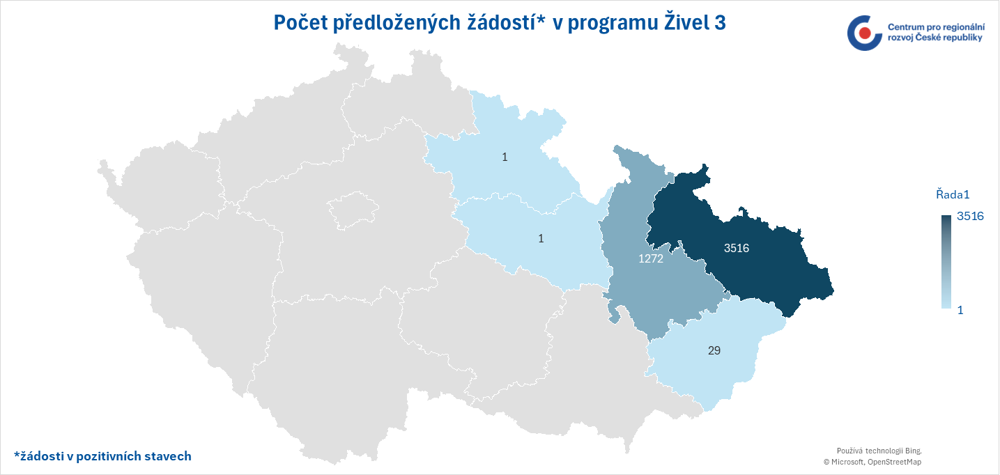 Počet předložených žádostí* v programu Živel 3
Centrum pro regionální
rozvoj České republiky
1
Řada1
3516
1
3516
1272
1
29
*žádosti v pozitivních stavech
Používá technologii Bing.
© Microsoft, OpenStreetMap